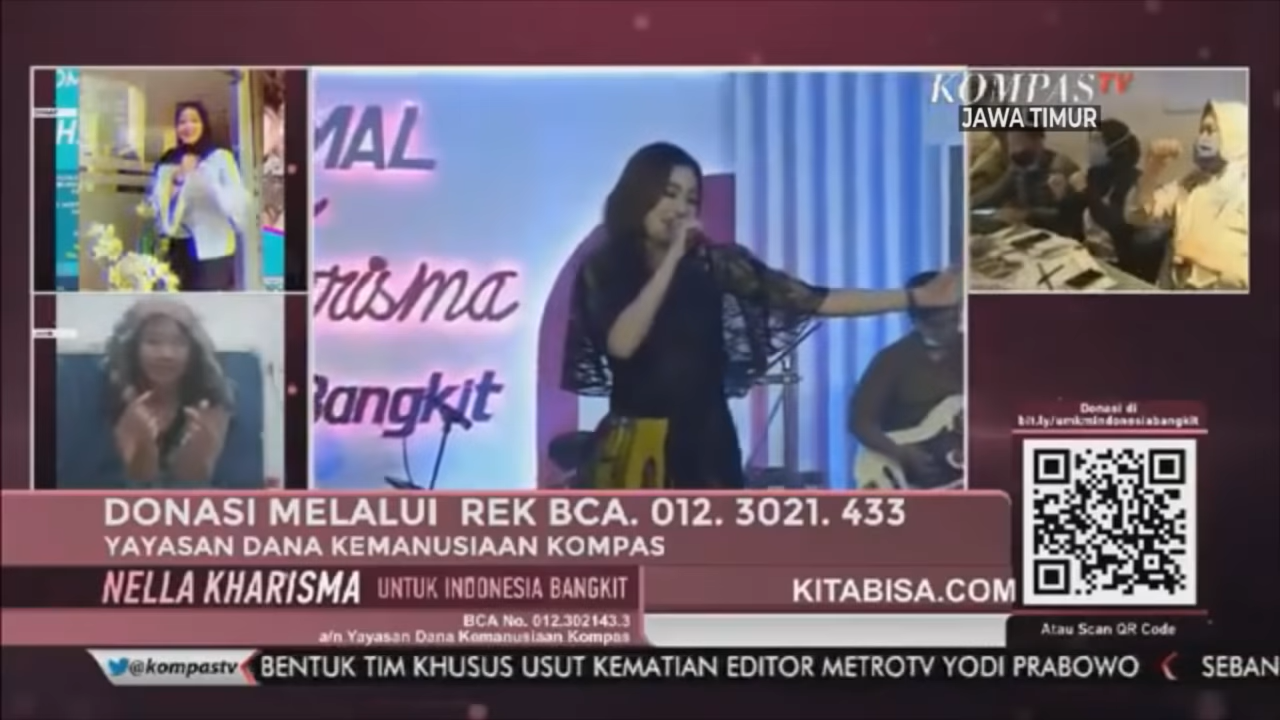 KOMPASTV
JAWA TIMUR
MAL
risma
Bangkit
Donasi di
bit.ly/umkmindonesiabangkit
DONASI MELALUI REK BCA. 012. 3021. 433
YAYASAN DANA KEMANUSIAAN KOMPAS
NELLA KHARISMA UNTUK INDONESIA BANGKIT
KITABISA.COM
BCA No. 012.302143.3
a/n Yayasan Dana Kemanusiaan Kompas
Atau Scan QR Code
@kompastv BENTUK TIM KHUSUS USUT KEMATIAN EDITOR METROTV YODI PRABOWO SEBAN